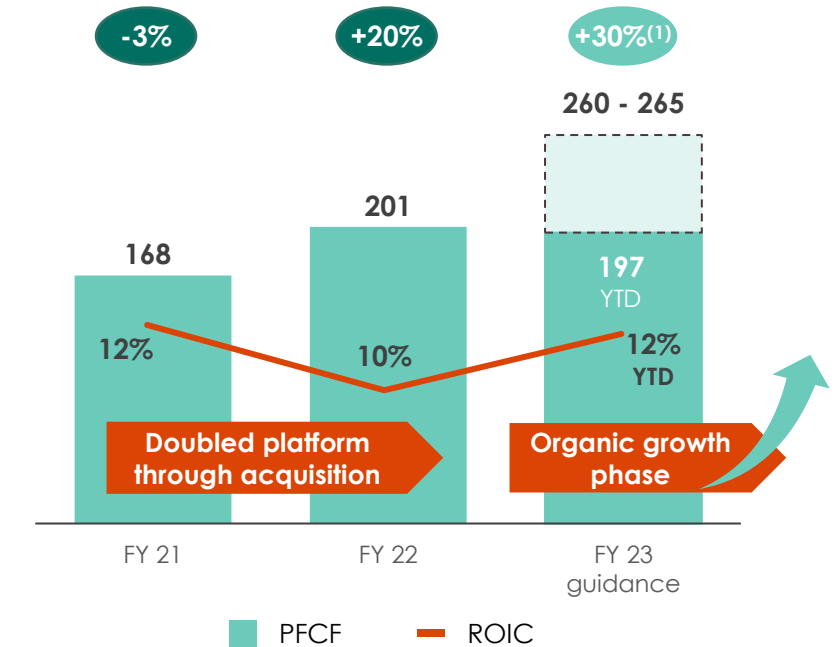 -3%
+20%
+30%(1)
260 - 265
201
168
197
YTD
12%
10%
12%
YTD
Doubled platform
through acquisition
Organic growth
phase
FY 21
FY 22
FY 23
guidance
PFCF
ROIC